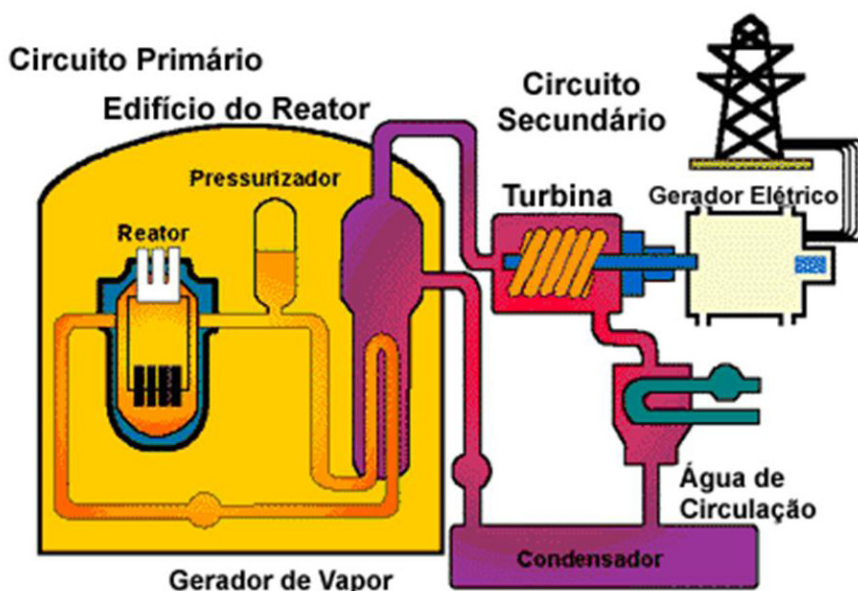 Circuito Primário
Edifício do Reator
Circuito
Secundário
Pressurizador
Reator
Turbina
Gerador Elétrico
Água de
Circulação
Condensador
Gerador de Vapor